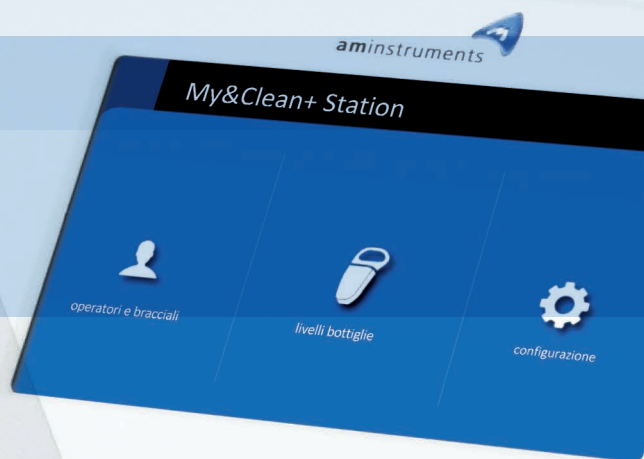 aminstruments
My&Clean+ Station
operatori e bracciali
livelli bottiglie
configurazione